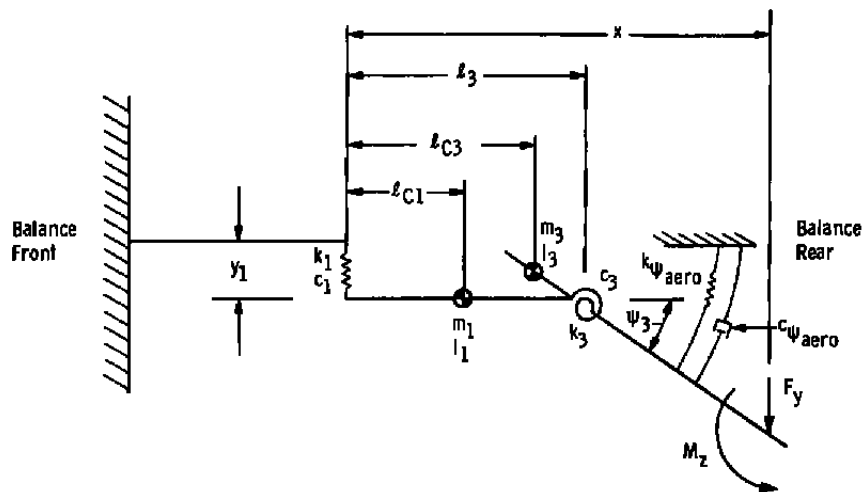 x
ℓ3
ℓC3
ℓC1
Balance
Front
y1
k1
c1
m1
I1
m3
I3
c3
k3
ψ3
kψaero
cψaero
Balance
Rear
Fy
Mz